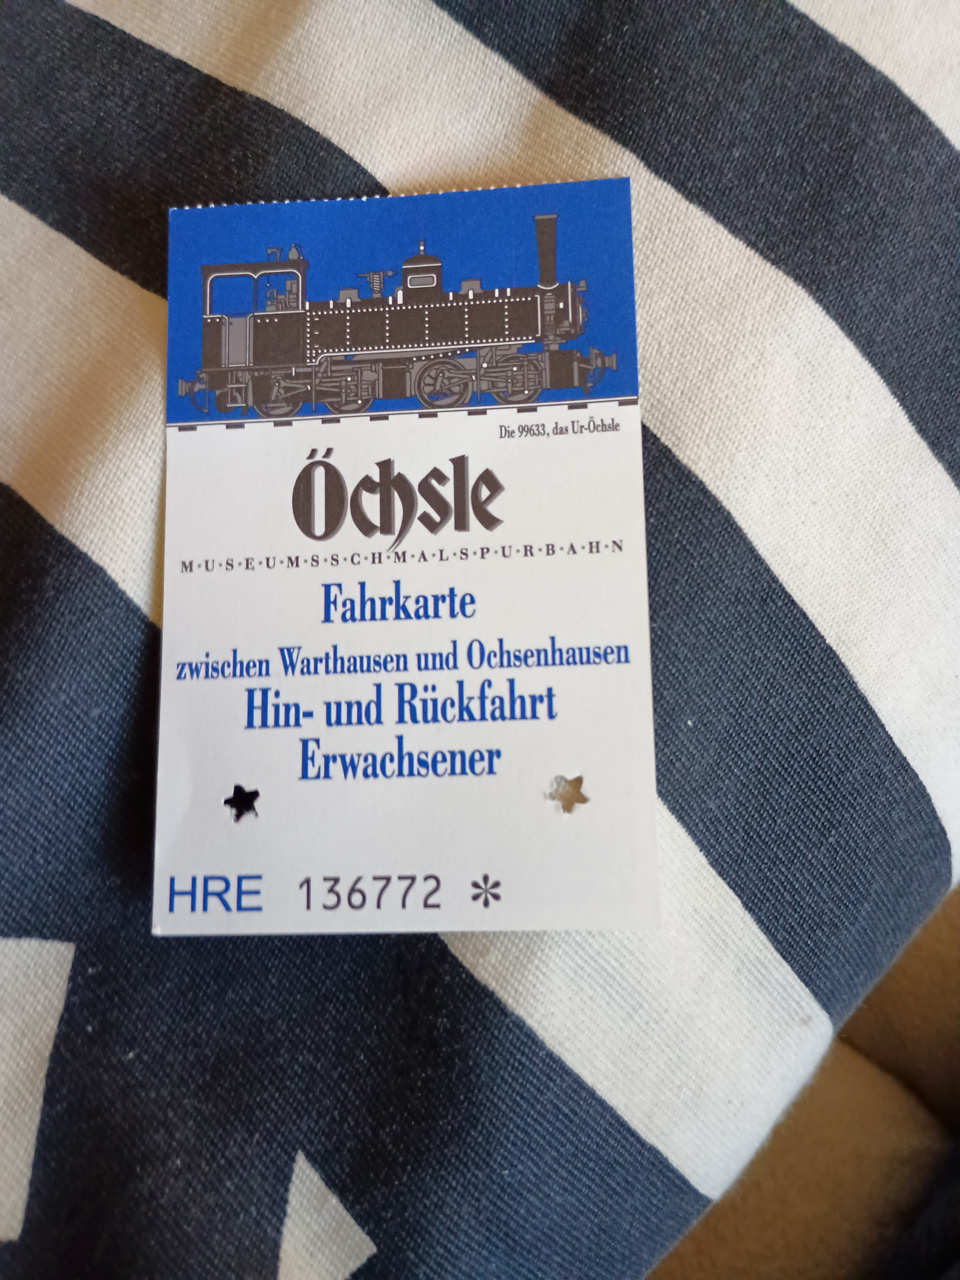 Die 99633, das Ur-Öchsle
Öchsle
M·U·S·E·U·M·S·S·C·H·M·A·L·S·P·U·R·B·A·H·N
Fahrkarte
zwischen Warthausen und Ochsenhausen
Hin- und Rückfahrt
Erwachsener
HRE 136772 *